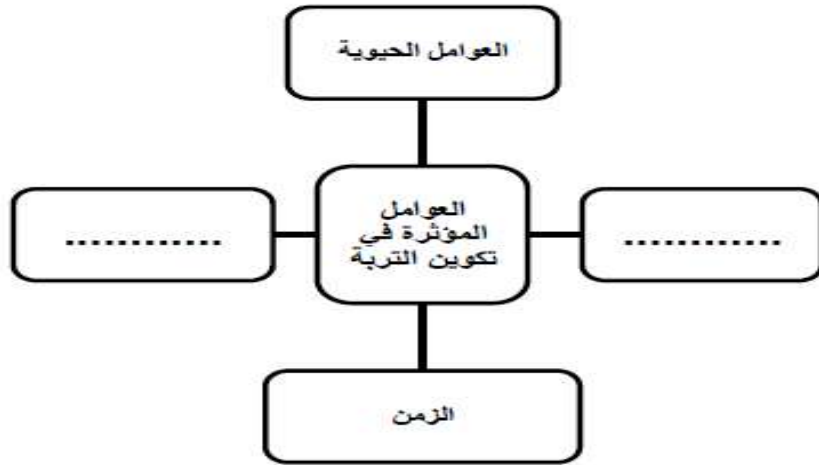 العوامل الحيوية
............
العوامل
المؤثرة في
تكوين التربة
............
الزمن